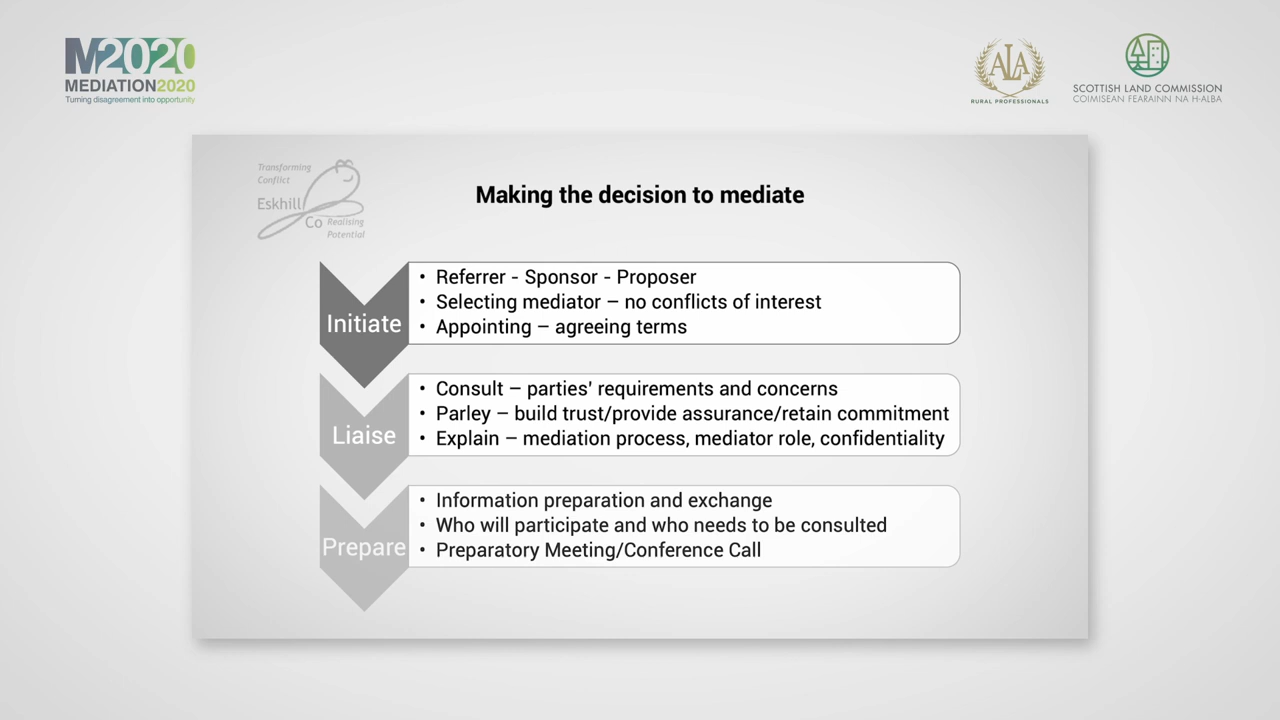 M2020
MEDIATION2020
Turning disagreement into opportunity
ALA
RURAL PROFESSIONALS
SCOTTISH LAND COMMISSION
COIMISEAN FEARAINN NA H-ALBA
Transforming
Conflict
Eskhill
Co
Realising
Potential
Making the decision to mediate
Initiate
• Referrer - Sponsor - Proposer
• Selecting mediator – no conflicts of interest
• Appointing – agreeing terms
Liaise
• Consult – parties' requirements and concerns
• Parley – build trust/provide assurance/retain commitment
• Explain – mediation process, mediator role, confidentiality
Prepare
• Information preparation and exchange
• Who will participate and who needs to be consulted
• Preparatory Meeting/Conference Call